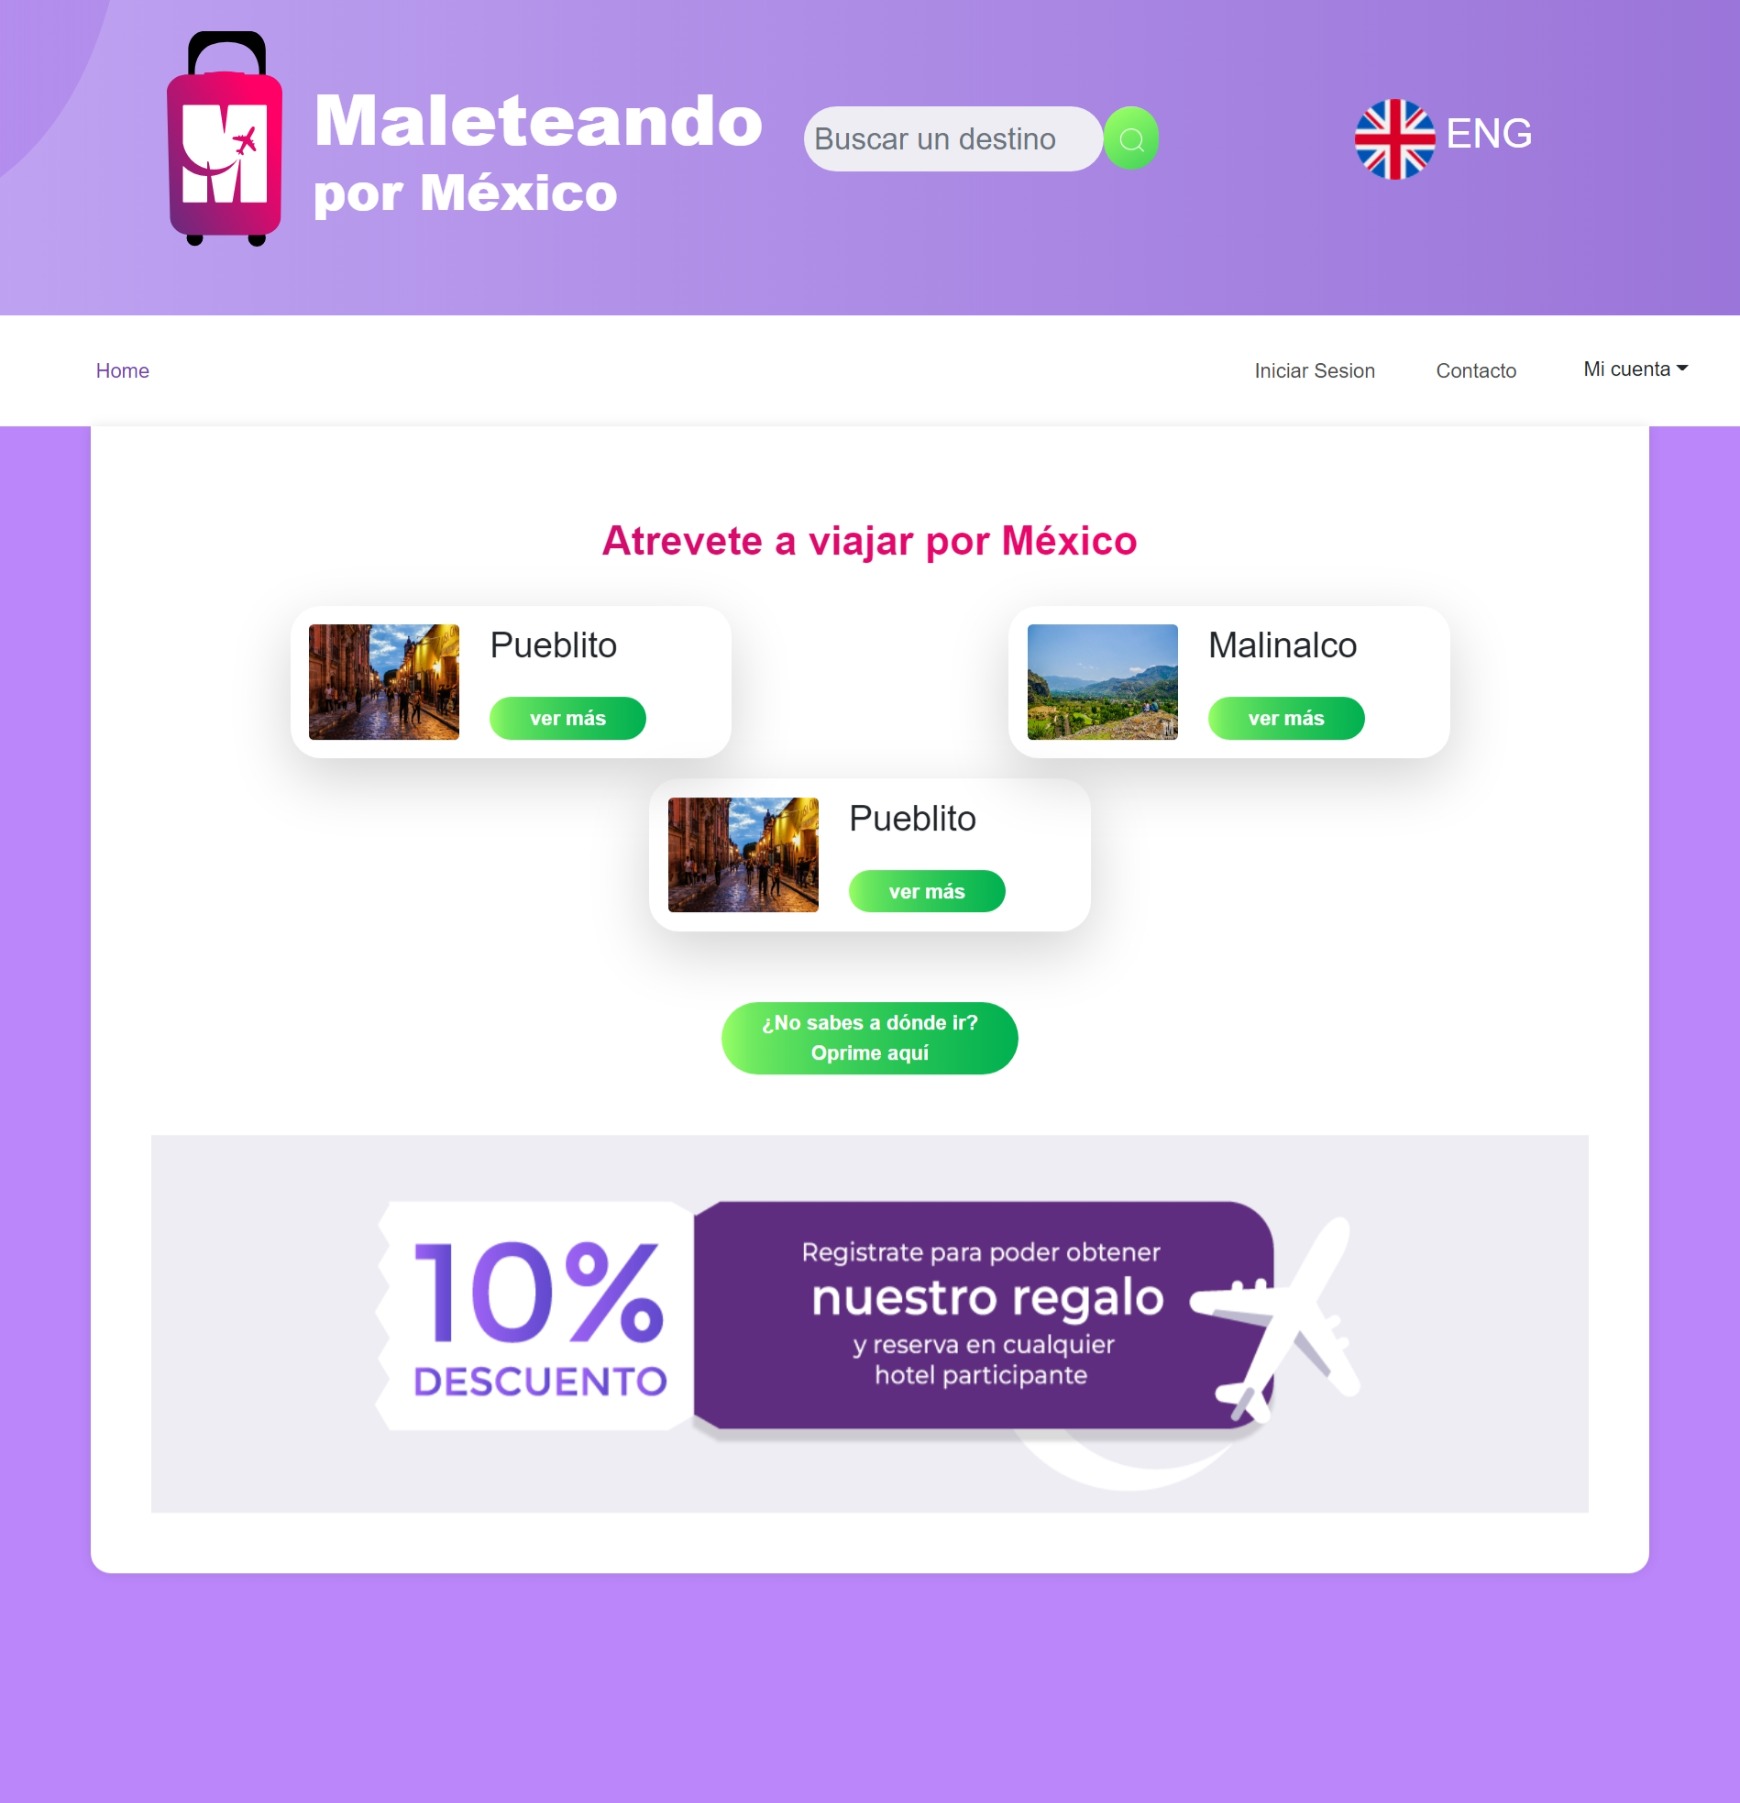 M
Maleteando
por México
Buscar un destino
ENG
Home
Iniciar Sesion
Contacto
Mi cuenta
Atrevete a viajar por México
Pueblito
ver más
Malinalco
ver más
Pueblito
ver más
¿No sabes a dónde ir?
Oprime aquí
10%
DESCUENTO
Registrate para poder obtener
nuestro regalo
y reserva en cualquier
hotel participante